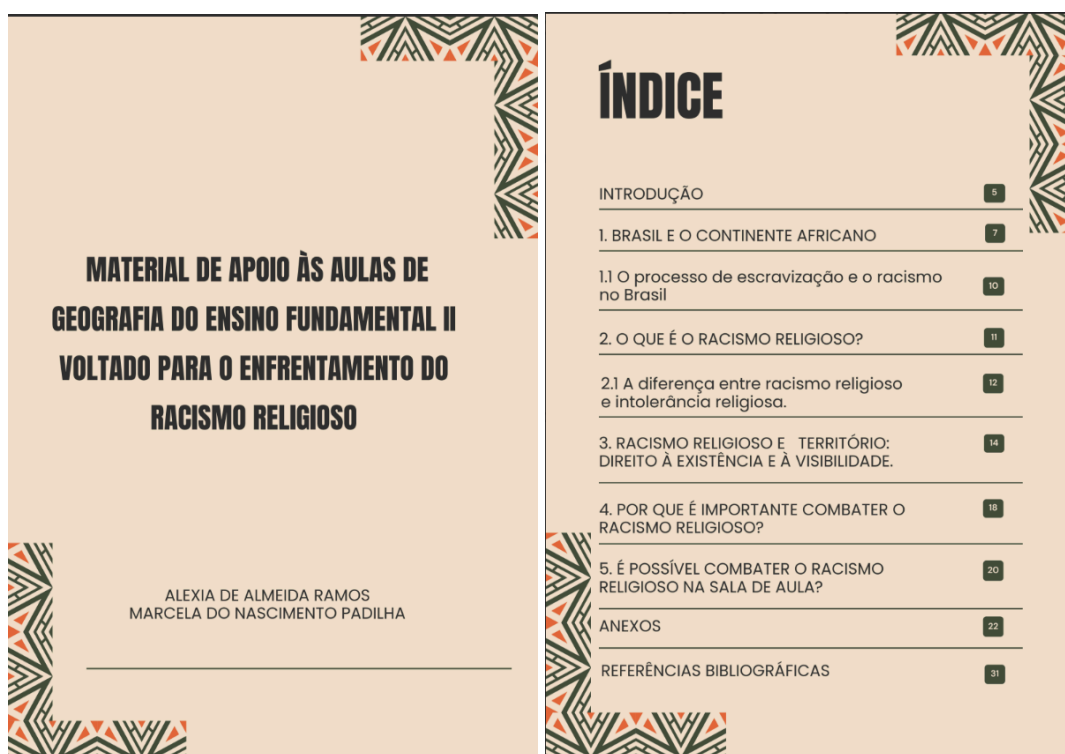 MATERIAL DE APOIO ÀS AULAS DE
GEOGRAFIA DO ENSINO FUNDAMENTAL II
VOLTADO PARA O ENFRENTAMENTO DO
RACISMO RELIGIOSO
ALEXIA DE ALMEIDA RAMOS
MARCELA DO NASCIMENTO PADILHA
ÍNDICE
INTRODUÇÃO 5
1. BRASIL E O CONTINENTE AFRICANO 7
1.1 O processo de escravização e o racismo
no Brasil 10
2. O QUE É O RACISMO RELIGIOSO? 11
2.1 A diferença entre racismo religioso
e intolerância religiosa. 12
3. RACISMO RELIGIOSO E TERRITÓRIO:
DIREITO À EXISTÊNCIA E À VISIBILIDADE. 14
4. POR QUE É IMPORTANTE COMBATER O
RACISMO RELIGIOSO? 18
5. É POSSÍVEL COMBATER O RACISMO
RELIGIOSO NA SALA DE AULA? 20
ANEXOS 22
REFERÊNCIAS BIBLIOGRÁFICAS 31